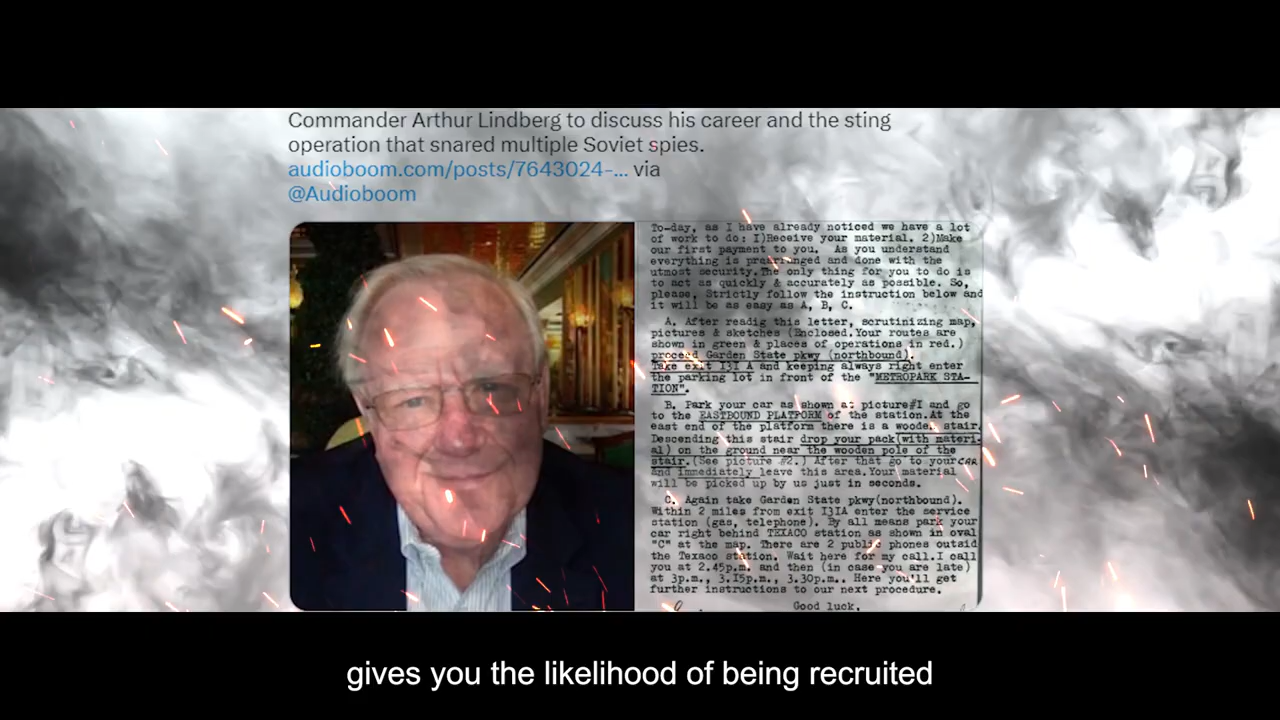 Commander Arthur Lindberg to discuss his career and the sting
operation that snared multiple Soviet spies.
audioboom.com/posts/7643024-... via
@Audioboom
To-day, as I have already noticed we have a lot
of work to do: I)Receive your material. 2)Make
our first payment to you. As you understand
everything is prearranged and done with the
utmost security.The only thing for you to do is
to act as quickly & accurately as possible. So,
please, Strictly follow the instruction below and
it will be as easy as A, B, C.
A. After readig this letter, scrutinizing map,
pictures & sketches (Enclosed.Your routes are
shown in green & places of operations in red.)
proceed Garden State pkwy (northbound).
Take exit I3I A and keeping always right enter
the parking lot in front of the "METROPARK STA-
TION".
B. Park your car as shown at picture#I and go
to the EASTBOUND PLATFORM of the station.At the
east end of the platform there is a wooden stair.
Descending this stair drop your pack(with materi-
al) on the ground near the wooden pole of the
stair.(See picture #2.) After that go to your CAR
and immediately leave this area.Your material
will be picked up by us just in seconds.
C. Again take Garden State pkwy(northbound).
Within 2 miles from exit I3IA enter the service
station (gas, telephone). By all means park your
car right behind TEXACO station as shown in oval
"C" at the map. There are 2 public phones outsid
the Texaco station. Wait here for my call.I call
you at 2.45p.m. and then (in case you are late)
at 3p.m., 3.I5p.m., 3.30p.m.. Here you'll get
further instructions to our next procedure.
Good luck,
gives you the likelihood of being recruited